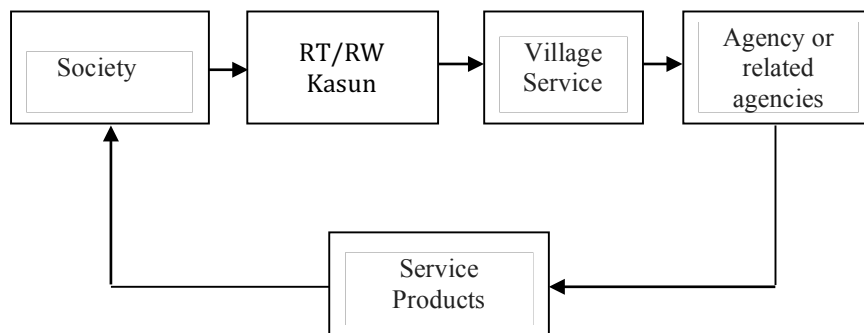 Society
RT/RW
Kasun
Village
Service
Agency or
related
agencies
Service
Products